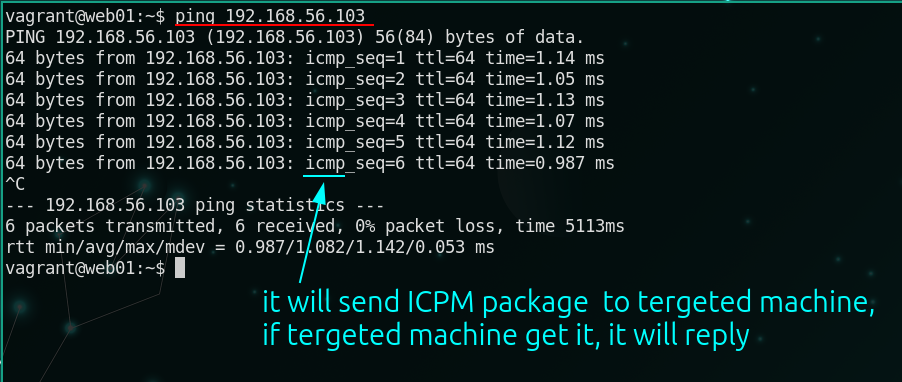 vagrant@web01:~$ ping 192.168.56.103
PING 192.168.56.103 (192.168.56.103) 56(84) bytes of data.
64 bytes from 192.168.56.103: icmp_seq=1 ttl=64 time=1.14 ms
64 bytes from 192.168.56.103: icmp_seq=2 ttl=64 time=1.05 ms
64 bytes from 192.168.56.103: icmp_seq=3 ttl=64 time=1.13 ms
64 bytes from 192.168.56.103: icmp_seq=4 ttl=64 time=1.07 ms
64 bytes from 192.168.56.103: icmp_seq=5 ttl=64 time=1.12 ms
64 bytes from 192.168.56.103: icmp_seq=6 ttl=64 time=0.987 ms
^C
--- 192.168.56.103 ping statistics ---
6 packets transmitted, 6 received, 0% packet loss, time 5113ms
rtt min/avg/max/mdev = 0.987/1.082/1.142/0.053 ms
vagrant@web01:~$
it will send ICPM package  to tergeted machine,
if tergeted machine get it, it will reply